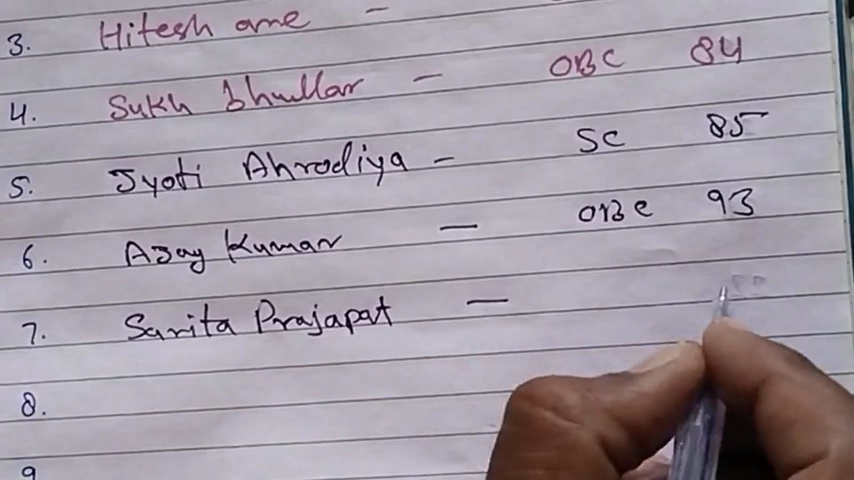 3. Hitesh ame -
4. Sukh bhullar - OBC 84
5. Jyoti Ahrodiya - SC 85
6. AJay Kumar - OBC 93
7. Sarita Prajapat -
8.
9